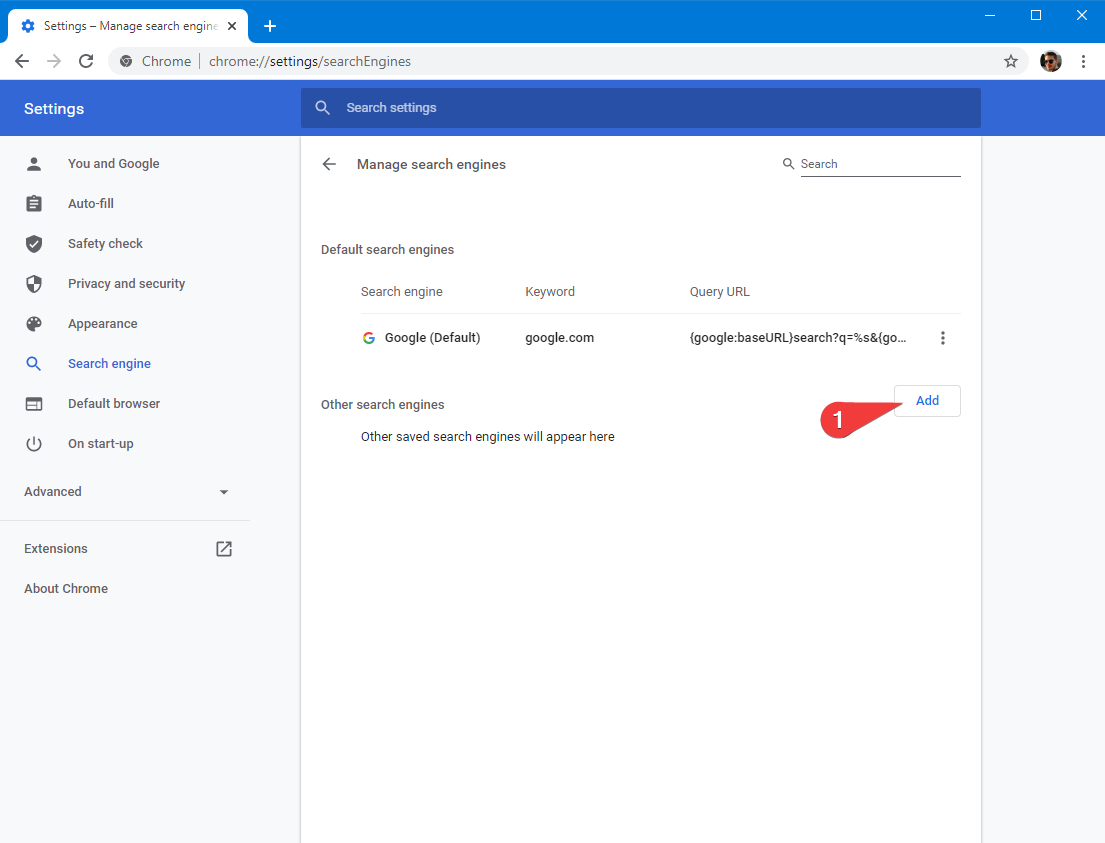 Settings – Manage search engine
Chrome chrome://settings/searchEngines
Settings
Search settings
You and Google
Auto-fill
Safety check
Privacy and security
Appearance
Search engine
Default browser
On start-up
Advanced
Extensions
About Chrome
Manage search engines
Search
Default search engines
Search engine Keyword Query URL
G Google (Default) google.com {google:baseURL}search?q=%s&{go...
Other search engines
Add
1
Other saved search engines will appear here